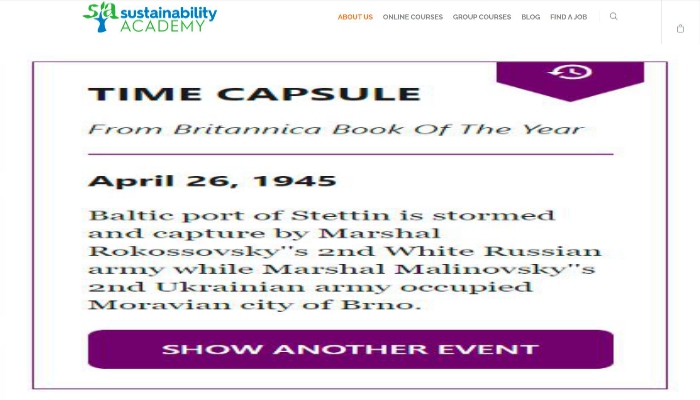 sa sustainability
ACADEMY
ABOUT US ONLINE COURSES GROUP COURSES BLOG FIND A JOB
TIME CAPSULE
From Britannica Book Of The Year
April 26, 1945
Baltic port of Stettin is stormed
and capture by Marshal
Rokossovsky''s 2nd White Russian
army while Marshal Malinovsky''s
2nd Ukrainian army occupied
Moravian city of Brno.
SHOW ANOTHER EVENT